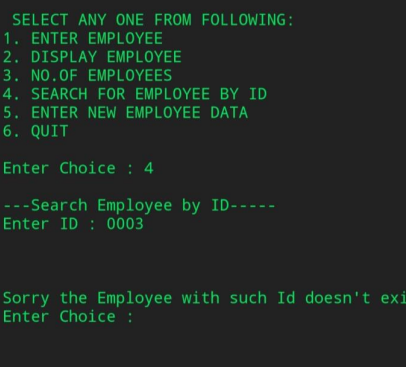 SELECT ANY ONE FROM FOLLOWING:
1. ENTER EMPLOYEE
2. DISPLAY EMPLOYEE
3. NO.OF EMPLOYEES
4. SEARCH FOR EMPLOYEE BY ID
5. ENTER NEW EMPLOYEE DATA
6. QUIT
Enter Choice : 4
---Search Employee by ID-----
Enter ID : 0003
Sorry the Employee with such Id doesn't exi
Enter Choice :